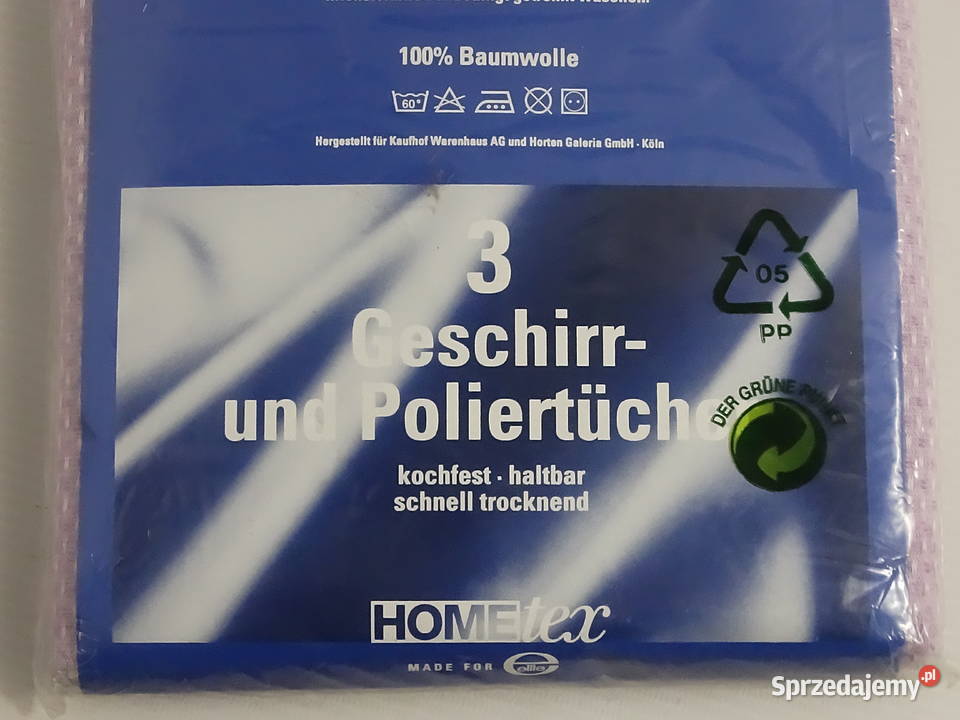 100% Baumwolle
60°
Hergestellt für Kaufhof Warenhaus AG und Horten Galeria GmbH · Köln
3
Geschirr-
und Poliertüche
05
PP
DER GRÜNE PUNKT
kochfest · haltbar
schnell trocknend
HOMEtex
MADE FOR
Sprzedajemy.pl